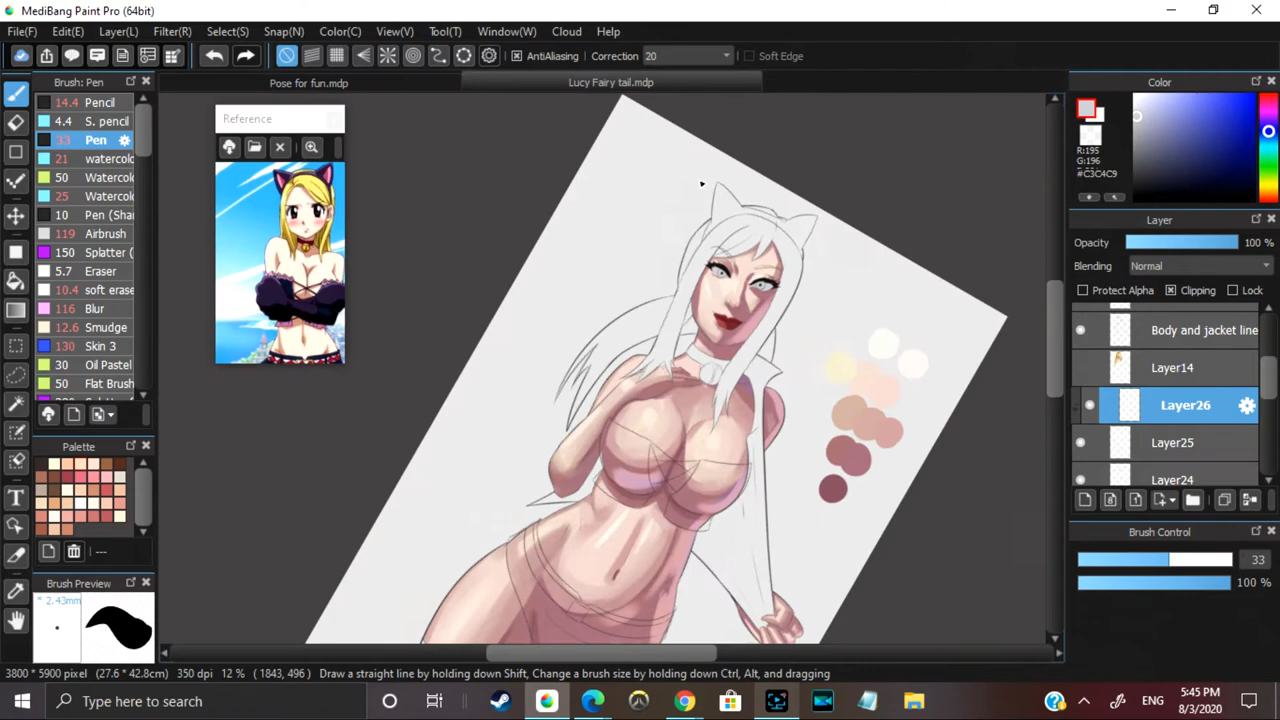 MediBang Paint Pro (64bit)
File(F) Edit(E) Layer(L) Filter(R) Select(S) Snap(N) Color(C) View(V) Tool(T) Window(W) Cloud Help
AntiAliasing Correction 20 Soft Edge
Brush: Pen
Pose for fun.mdp
Lucy Fairy tail.mdp
Color
14.4 Pencil
4.4 S. pencil
33 Pen
21 watercolo
50 Watercolo
25 Watercolo
10 Pen (Shar
119 Airbrush
150 Splatter (
5.7 Eraser
10.4 soft erase
116 Blur
12.6 Smudge
130 Skin 3
30 Oil Pastel
50 Flat Brush
Reference
R:195
G:196
#C3C4C9
Layer
Opacity 100 %
Blending Normal
Protect Alpha Clipping Lock
Body and jacket line
Layer14
Layer26
Layer25
Layer24
Palette
---
Brush Control
33
100 %
Brush Preview
* 2.43mm
3800 * 5900 pixel (27.6 * 42.8cm) 350 dpi 12 % (1843, 496) Draw a straight line by holding down Shift, Change a brush size by holding down Ctrl, Alt, and dragging
Type here to search
ENG
5:45 PM
8/3/2020